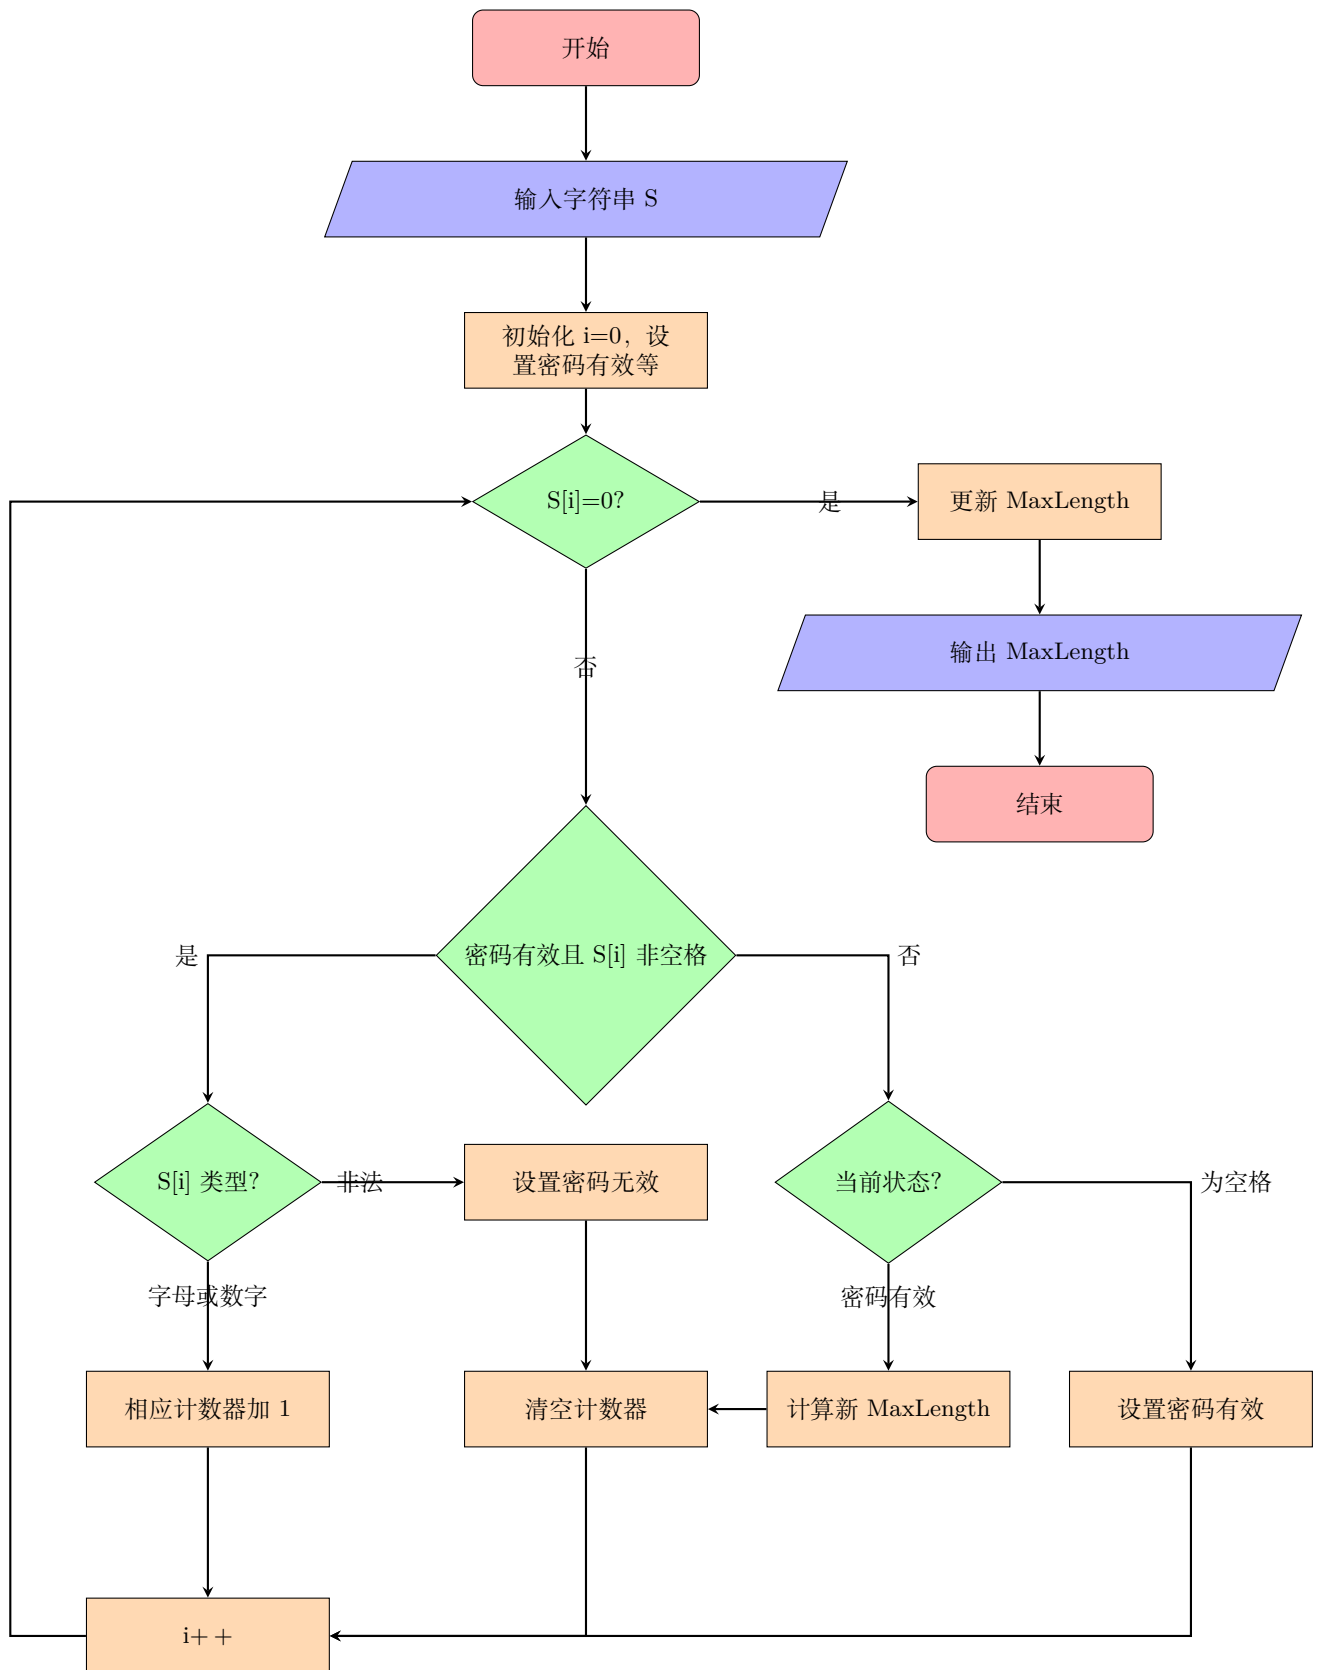 开始
输入字符串 S
初始化 i=0，设
置密码有效等
S[i]=0?
是
更新 MaxLength
否
输出 MaxLength
结束
是
密码有效且 S[i] 非空格
否
S[i] 类型?
非法
设置密码无效
当前状态?
为空格
字母或数字
密码有效
相应计数器加 1
清空计数器
计算新 MaxLength
设置密码有效
i++